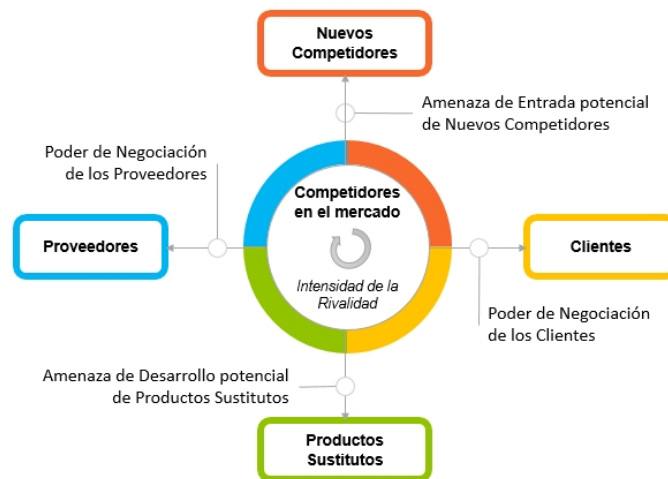 Nuevos
Competidores
Amenaza de Entrada potencial
de Nuevos Competidores
Poder de Negociación
de los Proveedores
Competidores
en el mercado
Proveedores
Clientes
Intensidad de la
Rivalidad
Poder de Negociación
de los Clientes
Amenaza de Desarrollo potencial
de Productos Sustitutos
Productos
Sustitutos